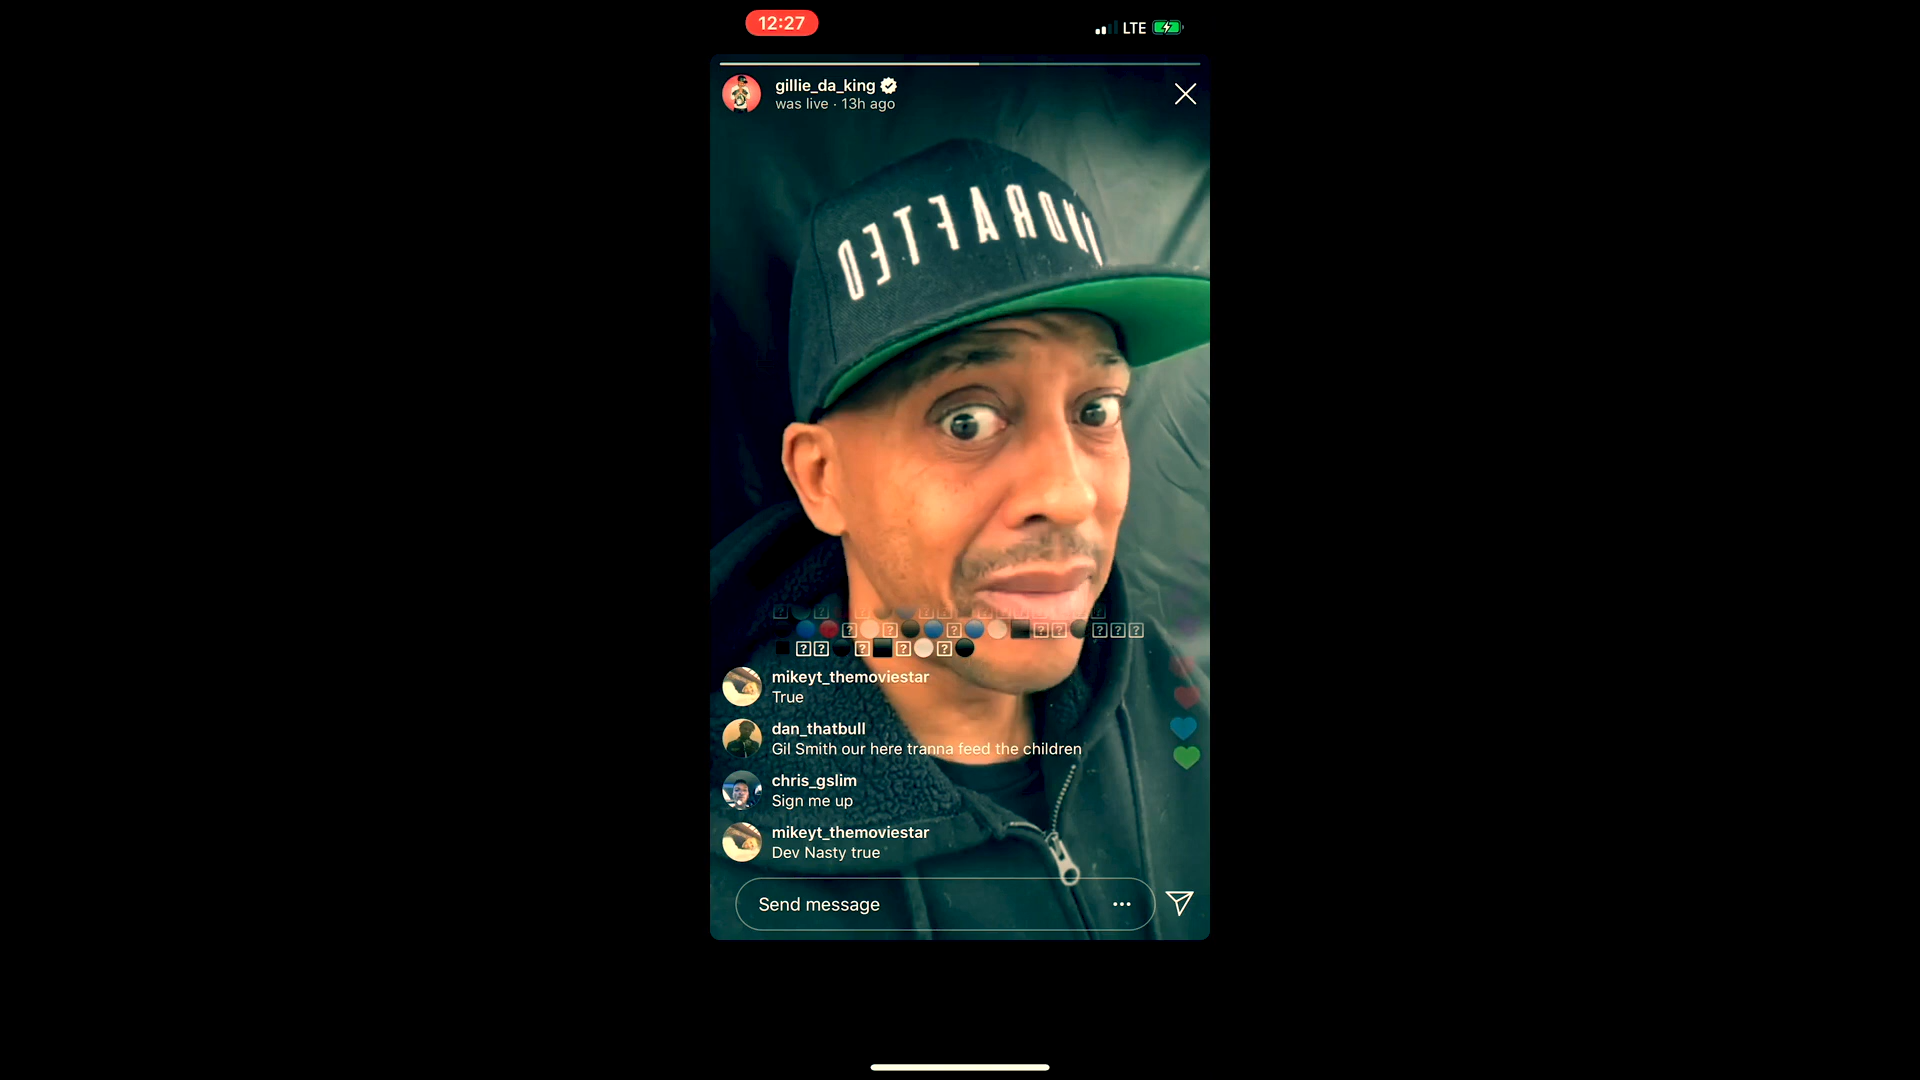 12:27
LTE
gillie_da_king
was live · 13h ago
UNDRAFTED
mikeyt_themoviestar
True
dan_thatbull
Gil Smith our here tranna feed the children
chris_gslim
Sign me up
mikeyt_themoviestar
Dev Nasty true
Send message